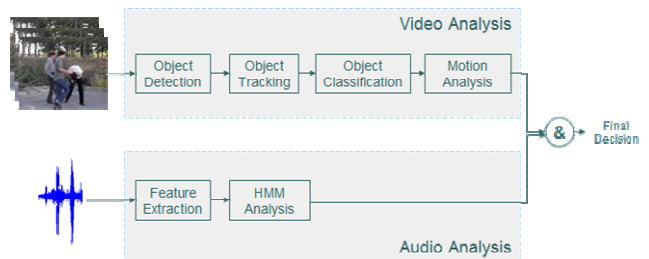 Video Analysis
Object
Detection
Object
Tracking
Object
Classification
Motion
Analysis
&
Final
Decision
Feature
Extraction
HMM
Analysis
Audio Analysis